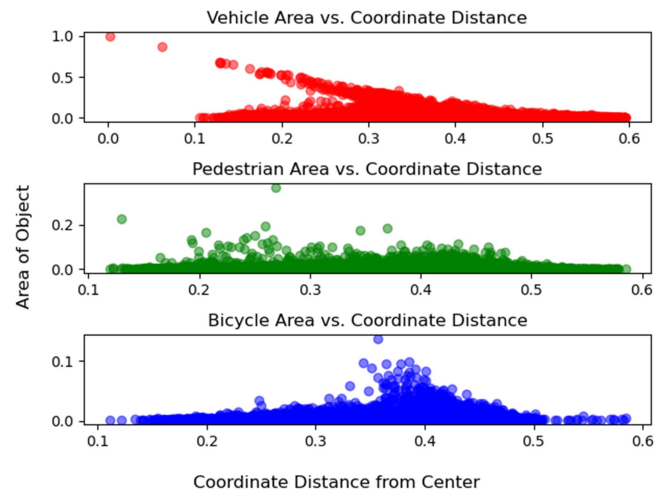 Vehicle Area vs. Coordinate Distance
1.0
0.5
0.0
0.0 0.1 0.2 0.3 0.4 0.5 0.6
Pedestrian Area vs. Coordinate Distance
Area of Object
0.2
0.0
0.1 0.2 0.3 0.4 0.5 0.6
Bicycle Area vs. Coordinate Distance
0.1
0.0
0.1 0.2 0.3 0.4 0.5 0.6
Coordinate Distance from Center